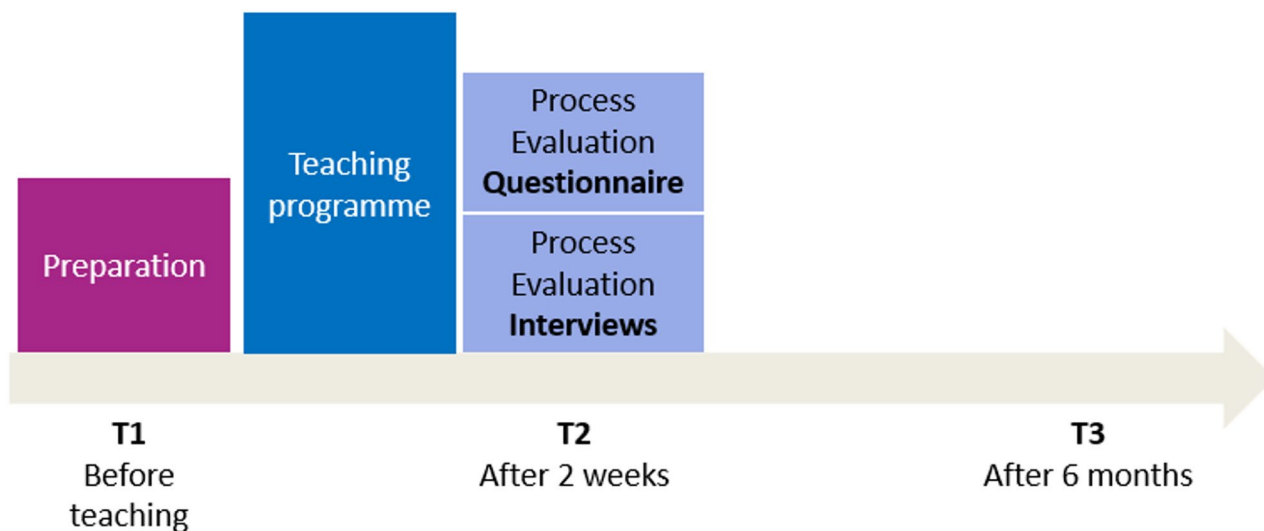 Preparation
Teaching
programme
Process
Evaluation
Questionnaire
Process
Evaluation
Interviews
T1
Before
teaching
T2
After 2 weeks
T3
After 6 months